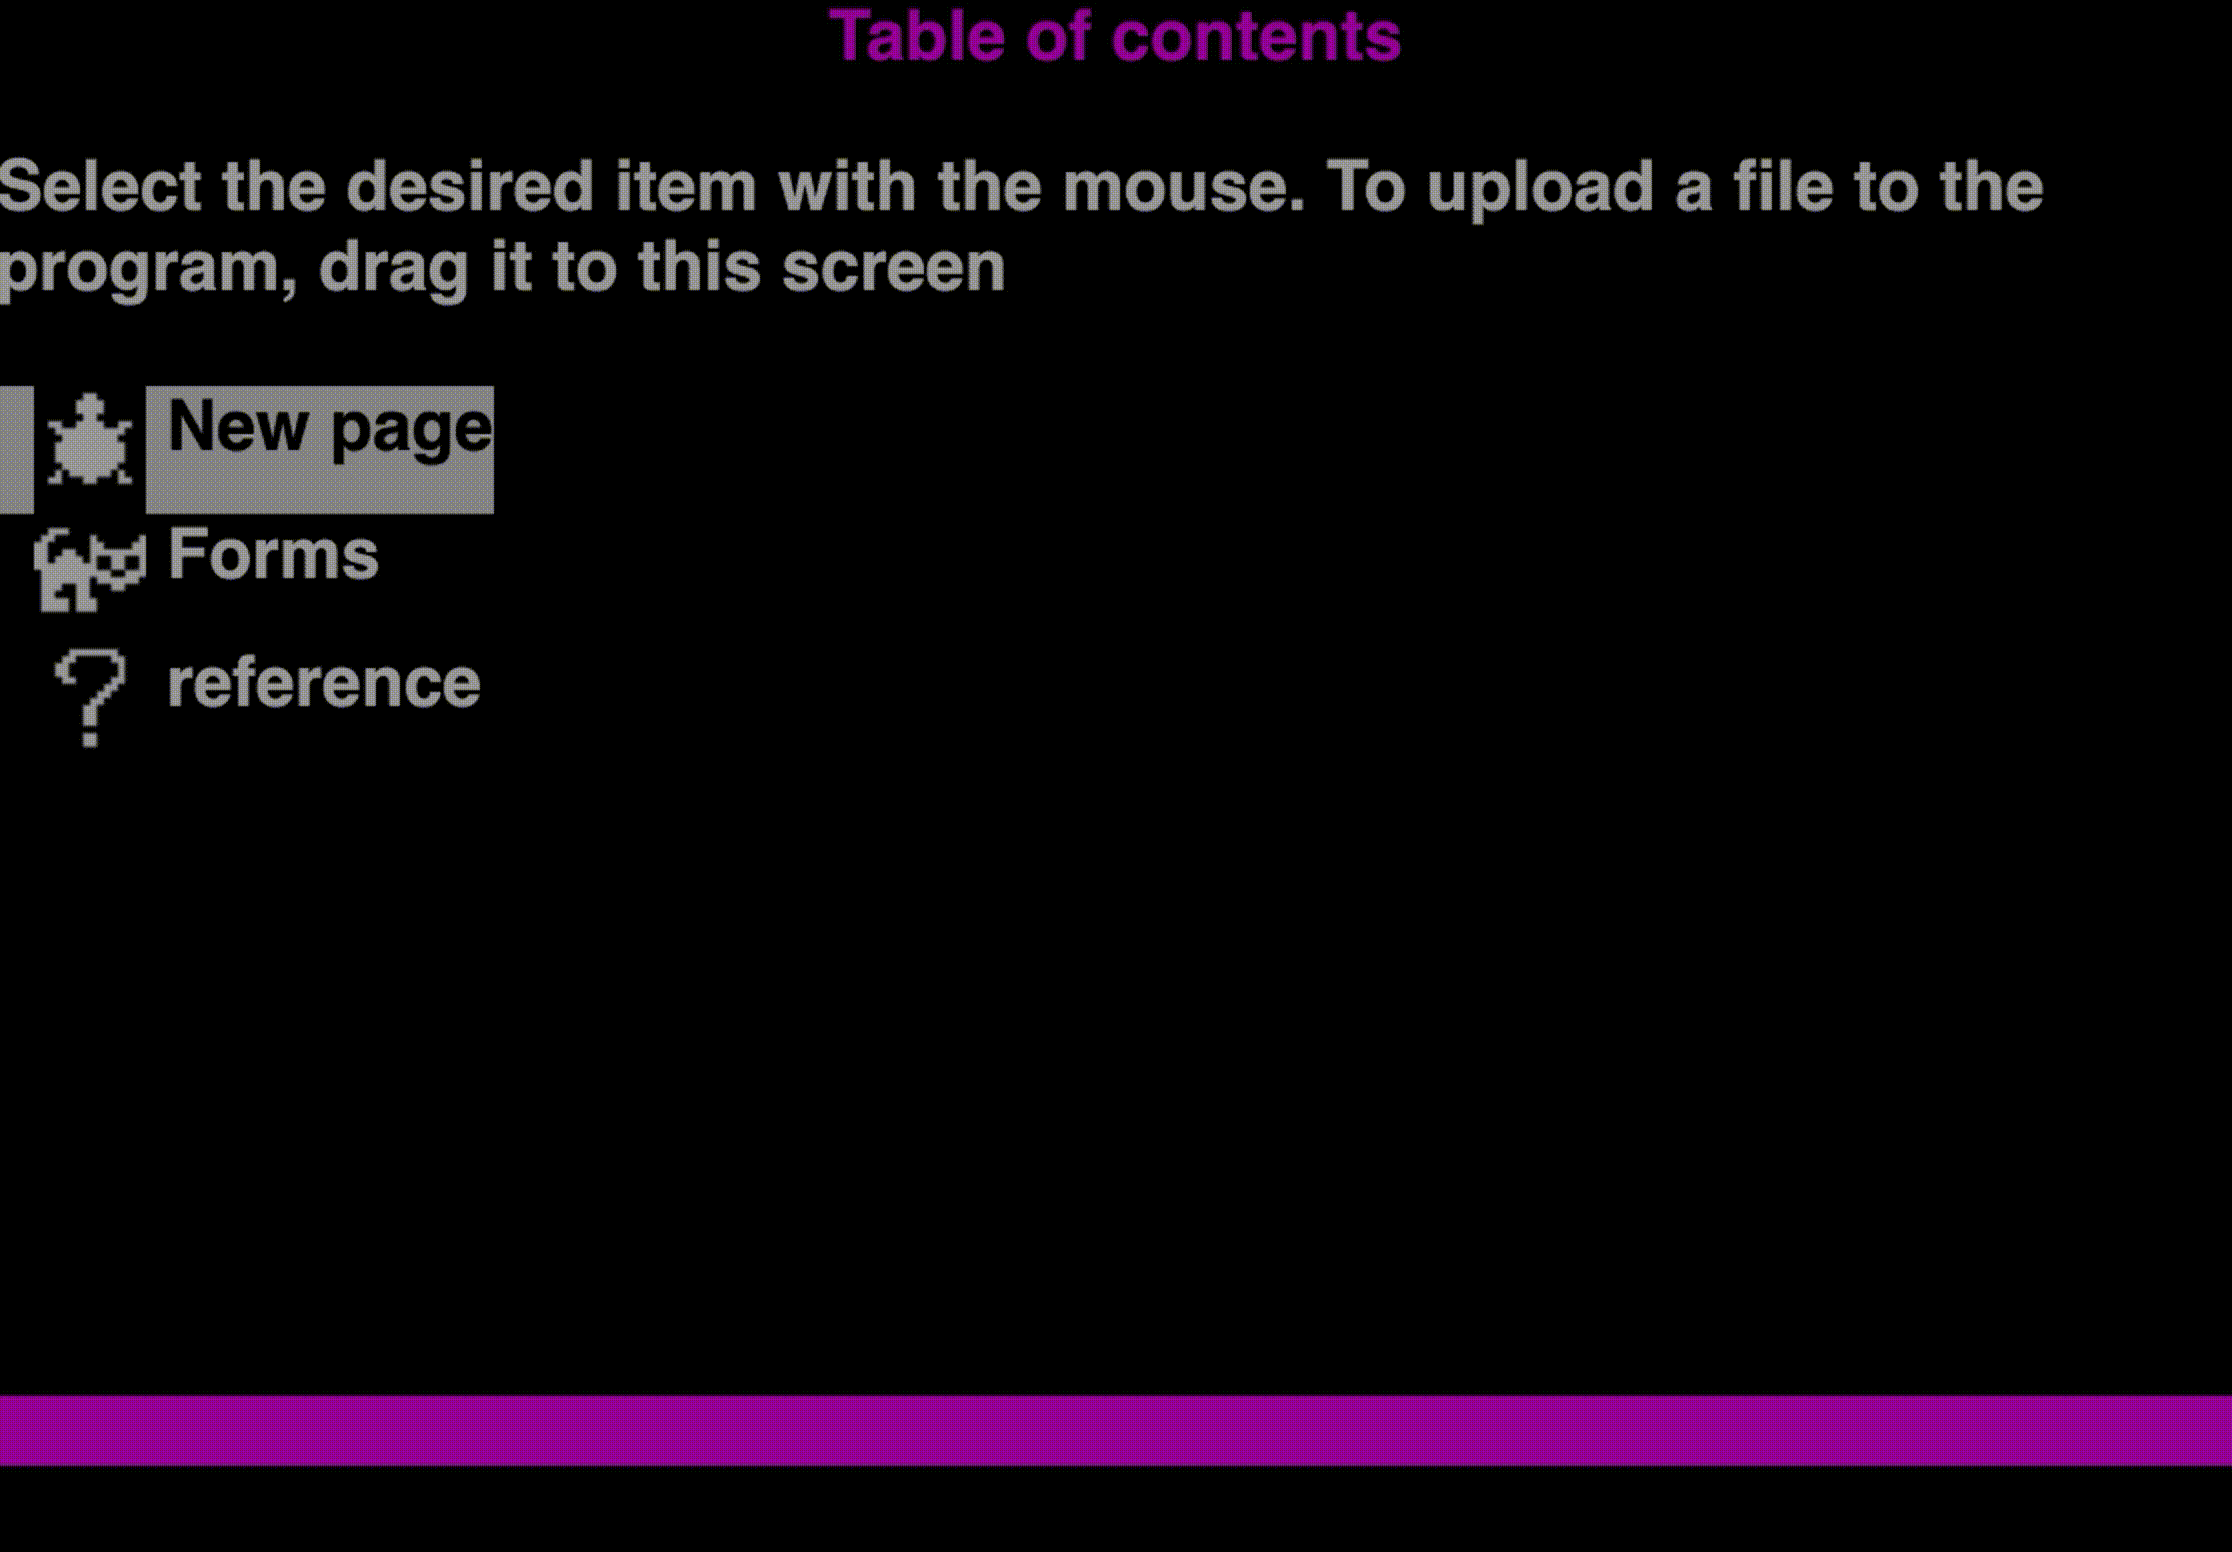 Table of contents
Select the desired item with the mouse. To upload a file to the
program, drag it to this screen
New page
Forms
? reference